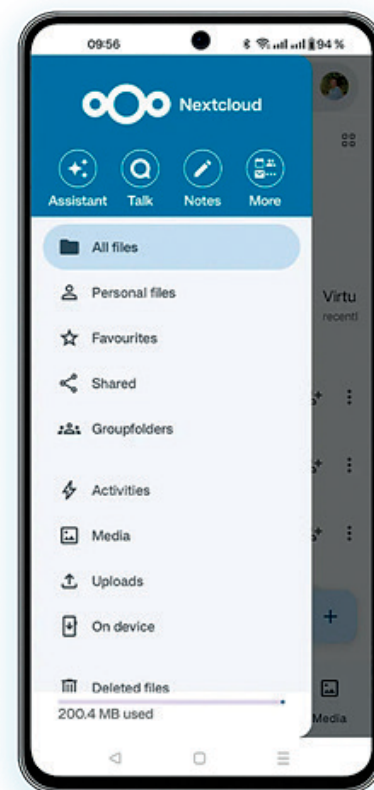 09:56 94 %
Nextcloud
Assistant Talk Notes More
All files
Personal files
Virtu
recentl
Favourites
Shared
Groupfolders
Activities
Media
Uploads
On device
Deleted files
200.4 MB used
Media